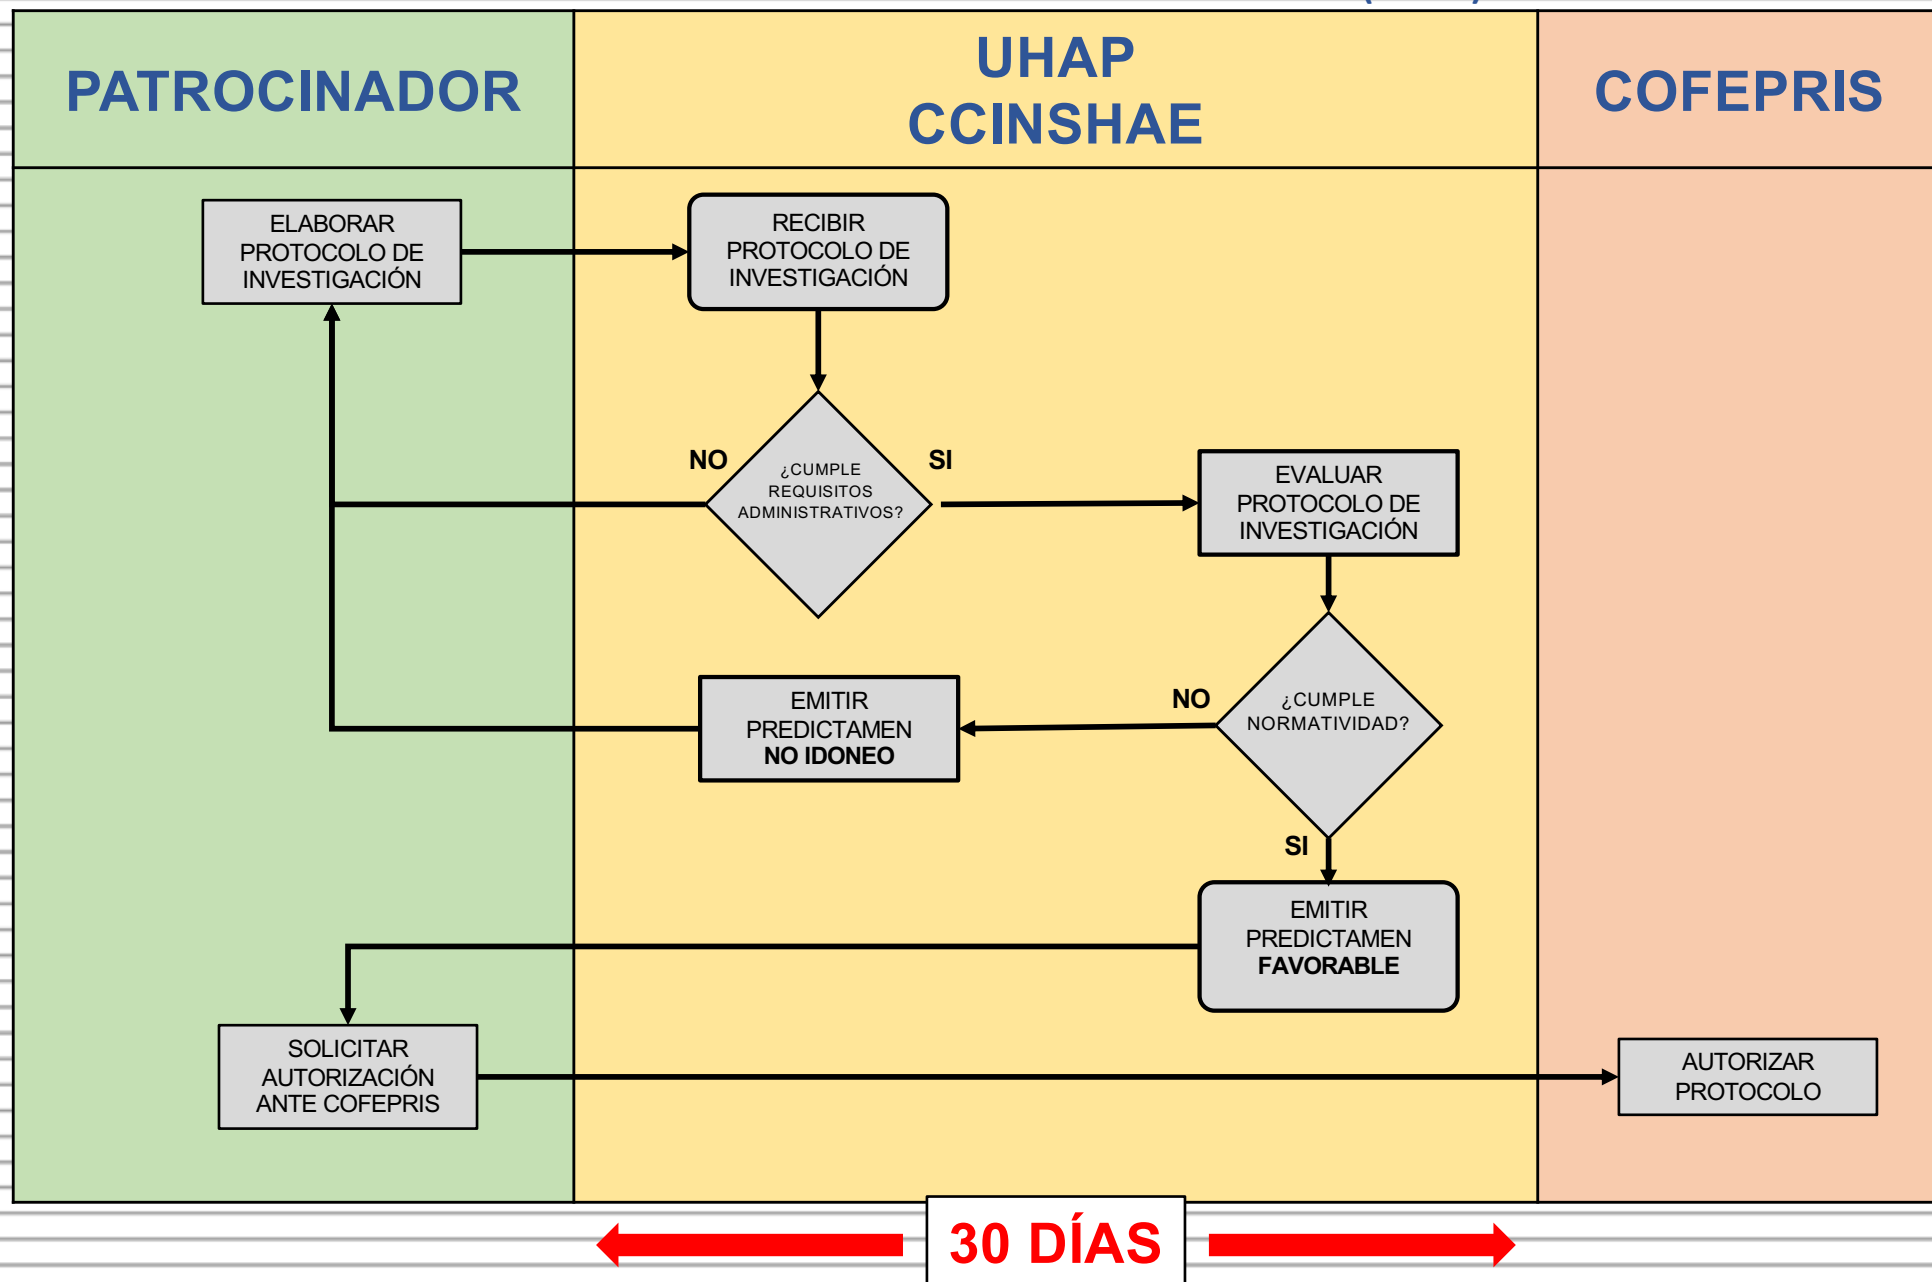 PATROCINADOR
UHAP
CCINSHAE
COFEPRIS
ELABORAR
PROTOCOLO DE
INVESTIGACIÓN
RECIBIR
PROTOCOLO DE
INVESTIGACIÓN
NO
¿CUMPLE
REQUISITOS
ADMINISTRATIVOS?
SI
EVALUAR
PROTOCOLO DE
INVESTIGACIÓN
EMITIR
PREDICTAMEN
NO IDONEO
NO
¿CUMPLE
NORMATIVIDAD?
SI
EMITIR
PREDICTAMEN
FAVORABLE
SOLICITAR
AUTORIZACIÓN
ANTE COFEPRIS
AUTORIZAR
PROTOCOLO
30 DÍAS